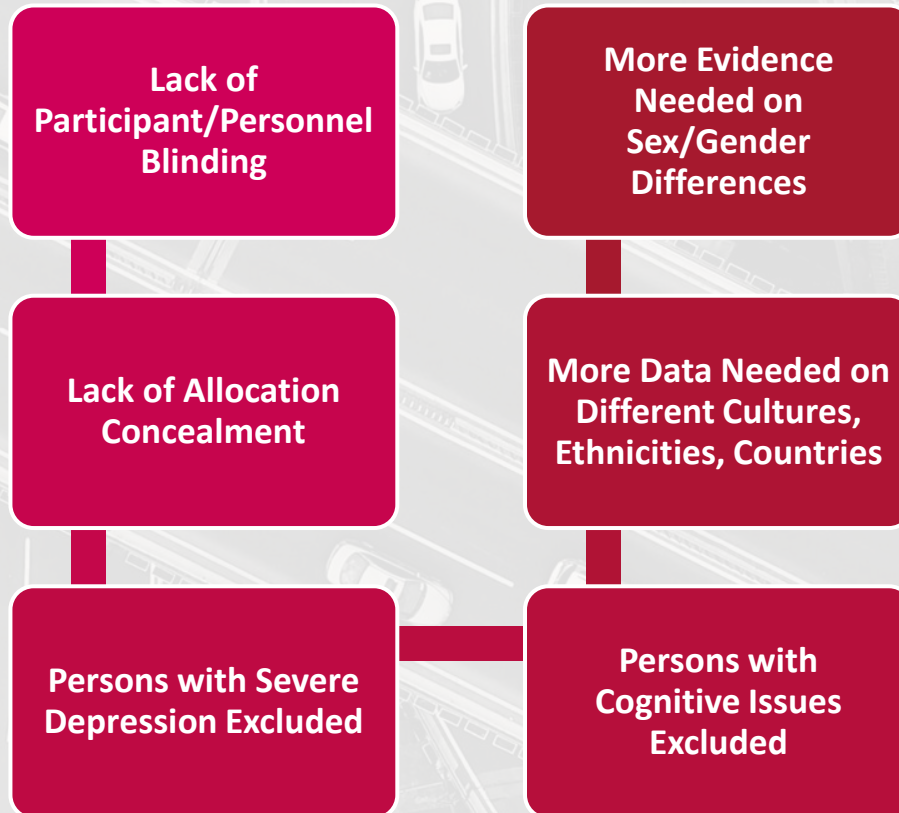 Lack of
Participant/Personnel
Blinding
Lack of Allocation
Concealment
Persons with Severe
Depression Excluded
Persons with
Cognitive Issues
Excluded
More Data Needed on
Different Cultures,
Ethnicities, Countries
More Evidence
Needed on
Sex/Gender
Differences